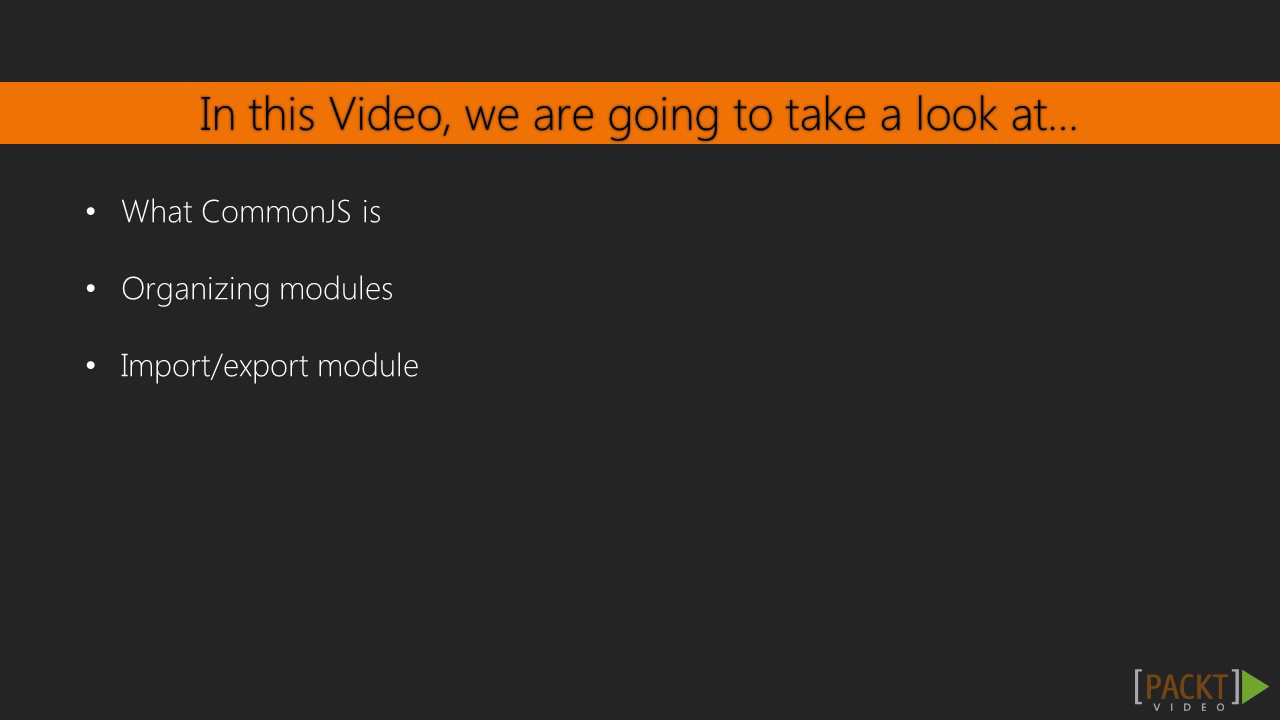 In this Video, we are going to take a look at...
• What CommonJS is
• Organizing modules
• Import/export module
[PACKT]
VIDEO